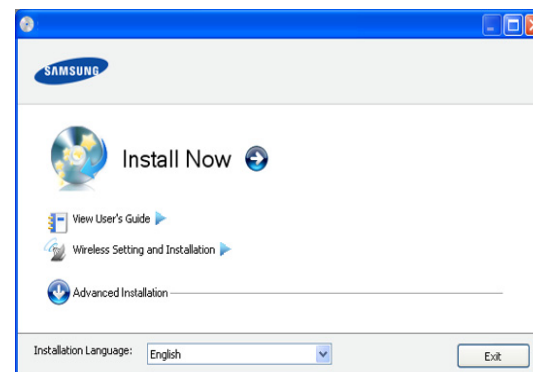 SAMSUNG
Install Now
View User's Guide
Wireless Setting and Installation
Advanced Installation
Installation Language: English Exit